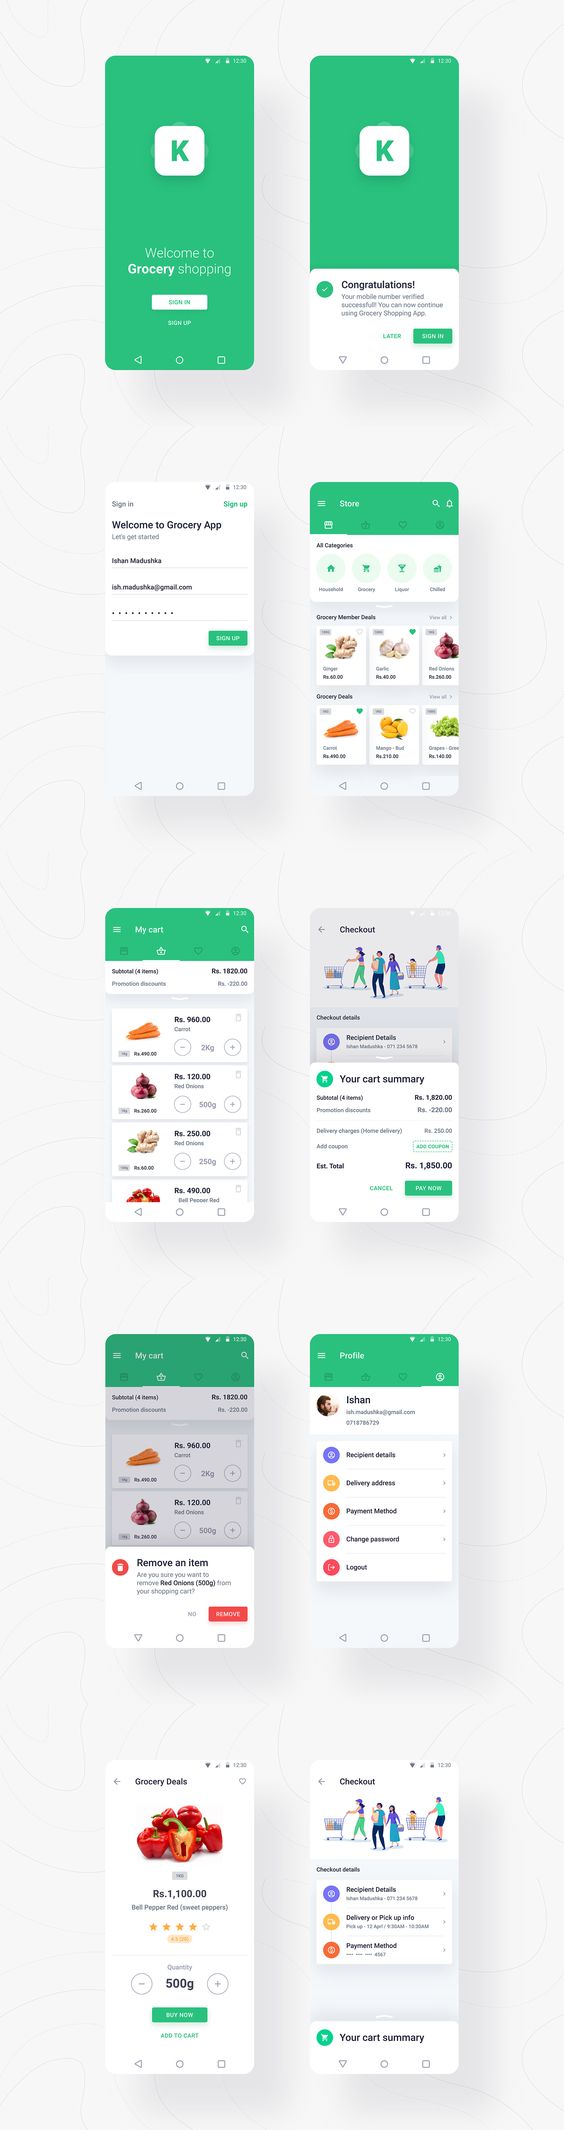 12:30
K
Welcome to
Grocery shopping
SIGN IN
SIGN UP
12:30
K
Congratulations!
Your mobile number verified
successfull! You can now continue
using Grocery Shopping App.
LATER
SIGN IN
12:30
Sign in
Sign up
Welcome to Grocery App
Let's get started
Ishan Madushka
ish.madushka@gmail.com
SIGN UP
12:30
Store
All Categories
Household
Grocery
Liquor
Chilled
Grocery Member Deals
View all
Ginger
Garlic
Red Onions
Rs.60.00
Rs.40.00
Rs.260.00
Grocery Deals
View all
Carrot
Mango - Bud
Grapes - Gree
Rs.490.00
Rs.210.00
Rs.140.00
12:30
My cart
Subtotal (4 items)
Rs. 1820.00
Promotion discounts
Rs. -220.00
Rs. 960.00
Carrot
2Kg
Rs.490.00
Rs. 120.00
Red Onions
500g
Rs.260.00
Rs. 250.00
Red Onions
250g
Rs.60.00
Rs. 490.00
Bell Pepper Red
12:30
Checkout
Checkout details
Recipient Details
Ishan Madushka - 071 234 5678
Your cart summary
Subtotal (4 items)
Rs. 1,820.00
Promotion discounts
Rs. -220.00
Delivery charges (Home delivery)
Rs. 250.00
Add coupon
ADD COUPON
Est. Total
Rs. 1,850.00
CANCEL
PAY NOW
12:30
My cart
Subtotal (4 items)
Rs. 1820.00
Promotion discounts
Rs. -220.00
Rs. 960.00
Carrot
2Kg
Rs.490.00
Rs. 120.00
Red Onions
500g
Rs.260.00
Remove an item
Are you sure you want to
remove Red Onions (500g) from
your shopping cart?
NO
REMOVE
12:30
Profile
Ishan
ish.madushka@gmail.com
0718786729
Recipient details
Delivery address
Payment Method
Change password
Logout
12:30
Grocery Deals
1KG
Rs.1,100.00
Bell Pepper Red (sweet peppers)
Quantity
500g
BUY NOW
ADD TO CART
12:30
Checkout
Checkout details
Recipient Details
Ishan Madushka - 071 234 5678
Delivery or Pick up info
Pick up - 12 Aprl / 9:30AM - 10:30AM
Payment Method
4567
Your cart summary